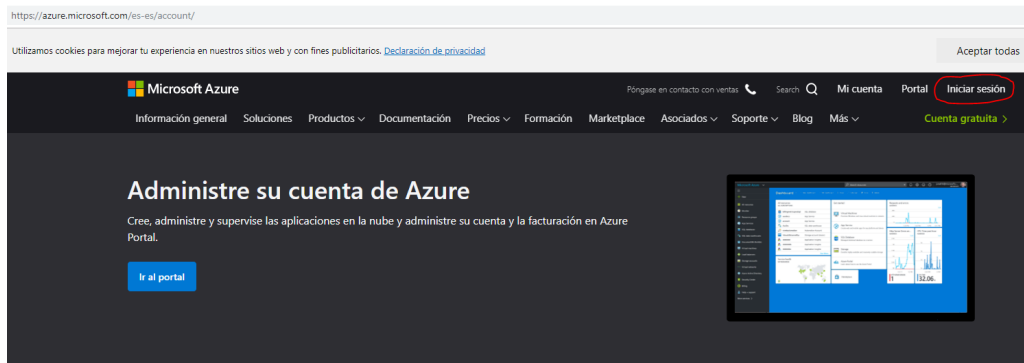 https://azure.microsoft.com/es-es/account/
Utilizamos cookies para mejorar tu experiencia en nuestros sitios web y con fines publicitarios. Declaración de privacidad
Aceptar todas
Microsoft Azure
Póngase en contacto con ventas
Search
Mi cuenta
Portal
Iniciar sesión
Información general
Soluciones
Productos
Documentación
Precios
Formación
Marketplace
Asociados
Soporte
Blog
Más
Cuenta gratuita >
Administre su cuenta de Azure
Cree, administre y supervise las aplicaciones en la nube y administre su cuenta y la facturación en Azure
Portal.
Ir al portal